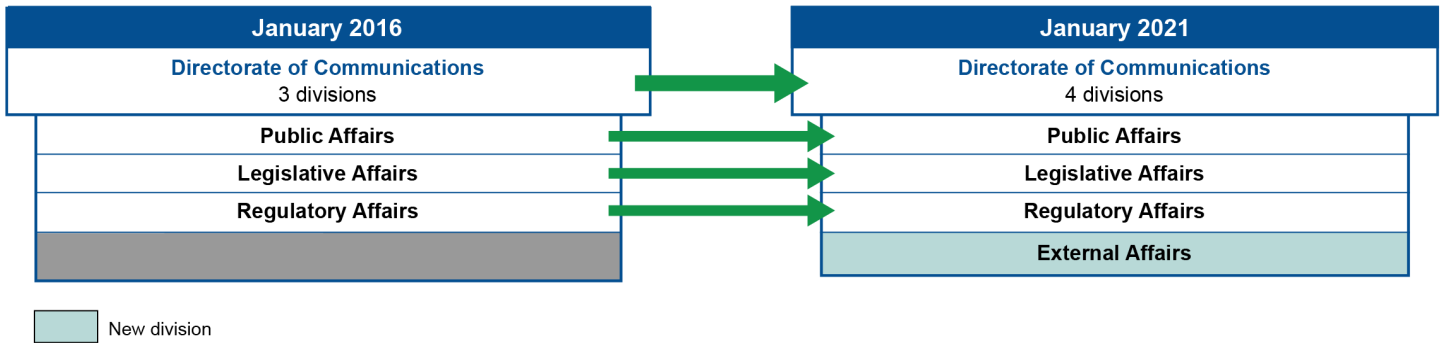 January 2016
Directorate of Communications
3 divisions
Public Affairs
Legislative Affairs
Regulatory Affairs
January 2021
Directorate of Communications
4 divisions
Public Affairs
Legislative Affairs
Regulatory Affairs
External Affairs
New division